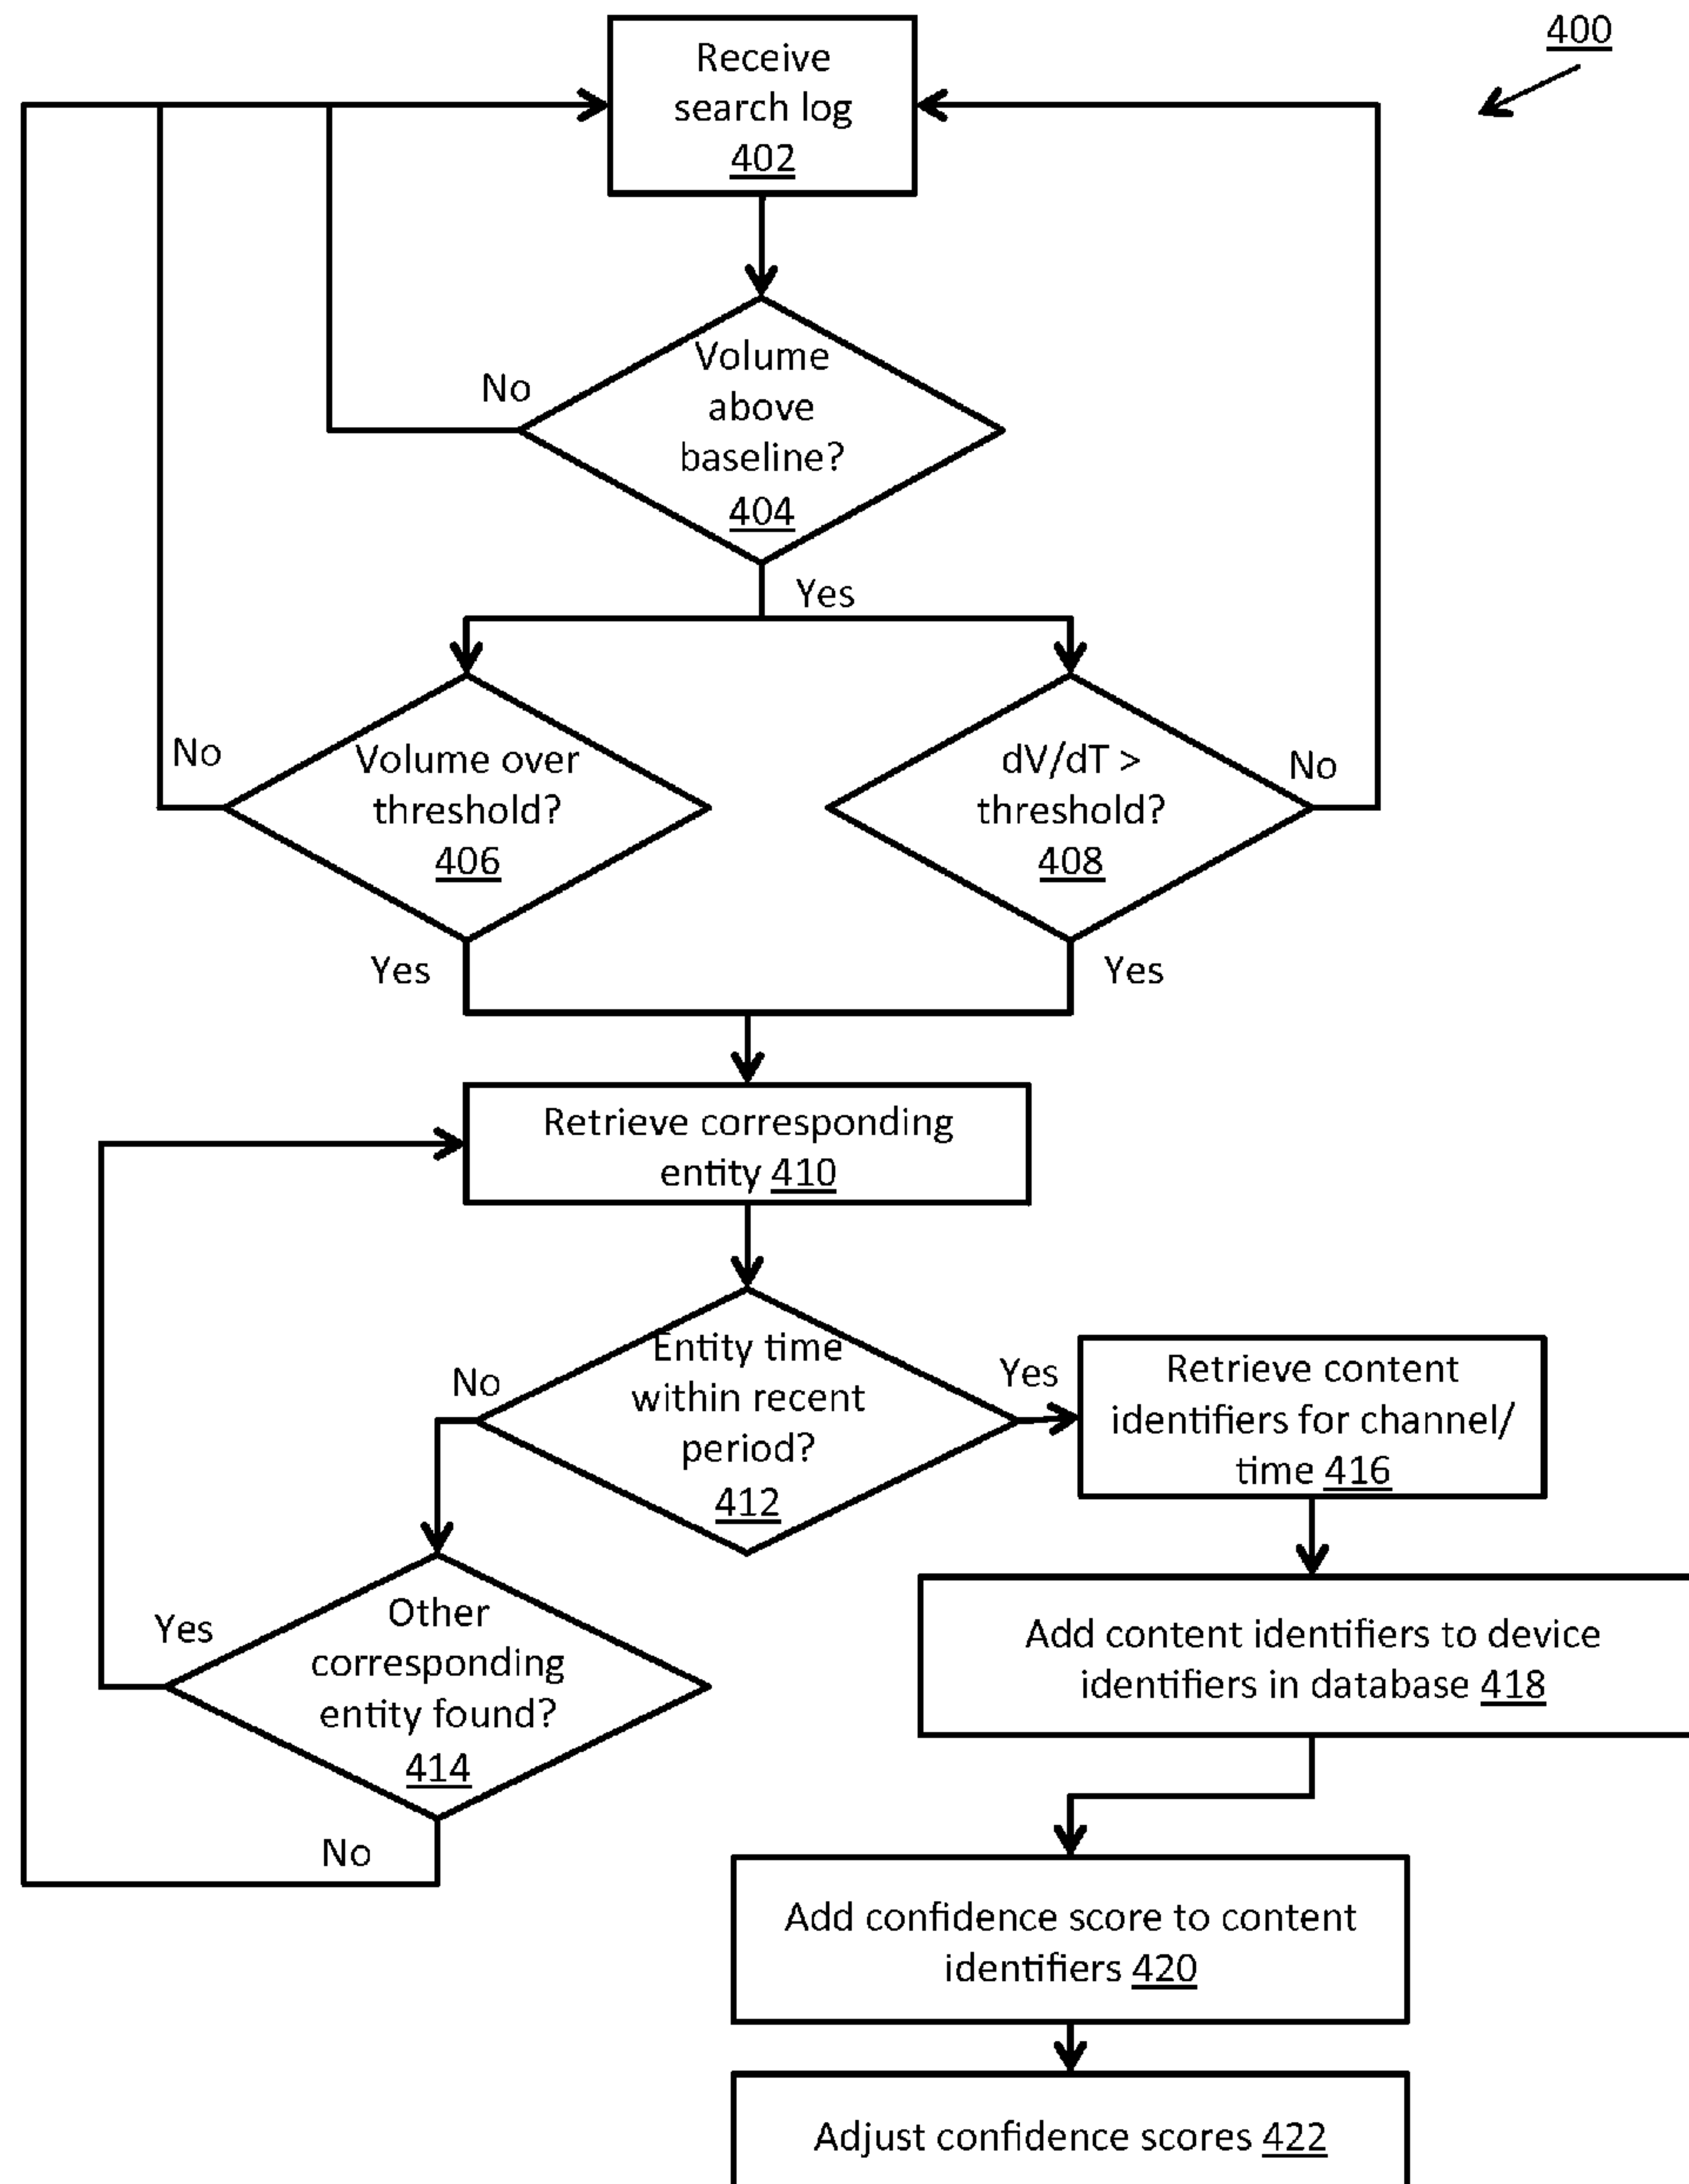 400
Receive
search log
402
Volume
above
baseline?
404
No
Yes
Volume over
threshold?
406
No
Yes
dV/dT >
threshold?
408
No
Yes
Retrieve corresponding
entity 410
Entity time
within recent
period?
412
No
Yes
Retrieve content
identifiers for channel/
time 416
Other
corresponding
entity found?
414
Yes
No
Add content identifiers to device
identifiers in database 418
Add confidence score to content
identifiers 420
Adjust confidence scores 422